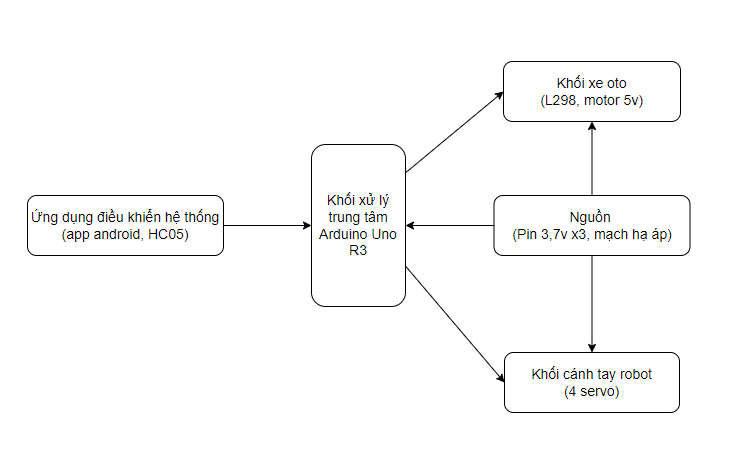 Khối xe oto
(L298, motor 5v)
Khối xử lý
trung tâm
Arduino Uno
R3
Ứng dụng điều khiển hệ thống
(app android, HC05)
Nguồn
(Pin 3,7v x3, mạch hạ áp)
Khối cánh tay robot
(4 servo)